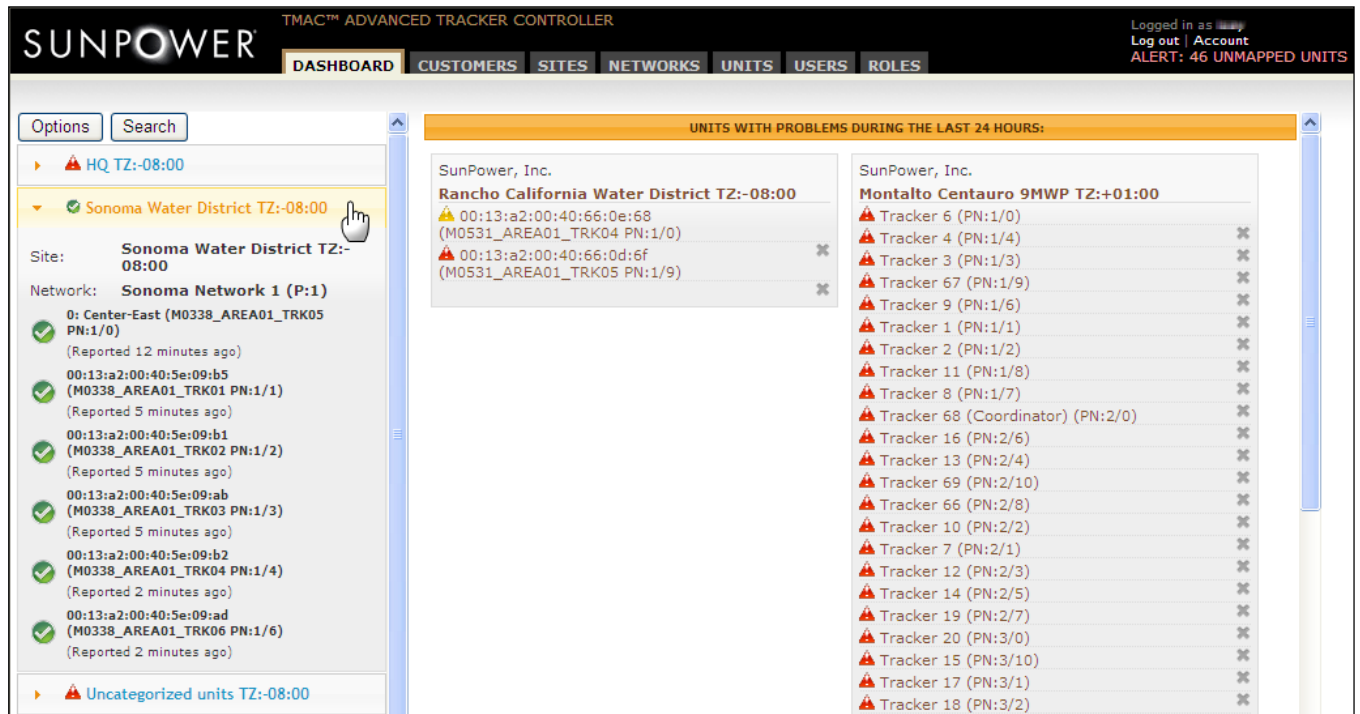 SUNPOWER
TMAC™ ADVANCED TRACKER CONTROLLER
DASHBOARD CUSTOMERS SITES NETWORKS UNITS USERS ROLES
Logged in as
Log out | Account
ALERT: 46 UNMAPPED UNITS
Options Search
HQ TZ:-08:00
Sonoma Water District TZ:-08:00
Site: Sonoma Water District TZ:-
08:00
Network: Sonoma Network 1 (P:1)
0: Center-East (M0338_AREA01_TRK05
PN:1/0)
(Reported 12 minutes ago)
00:13:a2:00:40:5e:09:b5
(M0338_AREA01_TRK01 PN:1/1)
(Reported 5 minutes ago)
00:13:a2:00:40:5e:09:b1
(M0338_AREA01_TRK02 PN:1/2)
(Reported 5 minutes ago)
00:13:a2:00:40:5e:09:ab
(M0338_AREA01_TRK03 PN:1/3)
(Reported 5 minutes ago)
00:13:a2:00:40:5e:09:b2
(M0338_AREA01_TRK04 PN:1/4)
(Reported 2 minutes ago)
00:13:a2:00:40:5e:09:ad
(M0338_AREA01_TRK06 PN:1/6)
(Reported 2 minutes ago)
Uncategorized units TZ:-08:00
UNITS WITH PROBLEMS DURING THE LAST 24 HOURS:
SunPower, Inc.
Rancho California Water District TZ:-08:00
00:13:a2:00:40:66:0e:68
(M0531_AREA01_TRK04 PN:1/0)
00:13:a2:00:40:66:0d:6f
(M0531_AREA01_TRK05 PN:1/9)
SunPower, Inc.
Montalto Centauro 9MWP TZ:+01:00
Tracker 6 (PN:1/0)
Tracker 4 (PN:1/4)
Tracker 3 (PN:1/3)
Tracker 67 (PN:1/9)
Tracker 9 (PN:1/6)
Tracker 1 (PN:1/1)
Tracker 2 (PN:1/2)
Tracker 11 (PN:1/8)
Tracker 8 (PN:1/7)
Tracker 68 (Coordinator) (PN:2/0)
Tracker 16 (PN:2/6)
Tracker 13 (PN:2/4)
Tracker 69 (PN:2/10)
Tracker 66 (PN:2/8)
Tracker 10 (PN:2/2)
Tracker 7 (PN:2/1)
Tracker 12 (PN:2/3)
Tracker 14 (PN:2/5)
Tracker 19 (PN:2/7)
Tracker 20 (PN:3/0)
Tracker 15 (PN:3/10)
Tracker 17 (PN:3/1)
Tracker 18 (PN:3/2)